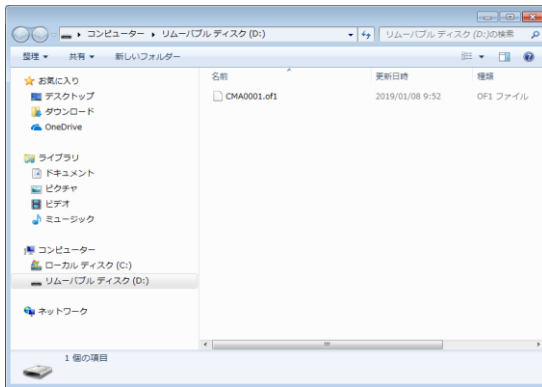 コンピューター ▸ リムーバブル ディスク (D:)
リムーバブル ディスク (D:)の検索
整理 ▼ 共有 ▼ 新しいフォルダー
名前 更新日時 種類
CMA0001.of1 2019/01/08 9:52 OF1 ファイル
お気に入り
デスクトップ
ダウンロード
OneDrive
ライブラリ
ドキュメント
ピクチャ
ビデオ
ミュージック
コンピューター
ローカル ディスク (C:)
リムーバブル ディスク (D:)
ネットワーク
1 個の項目